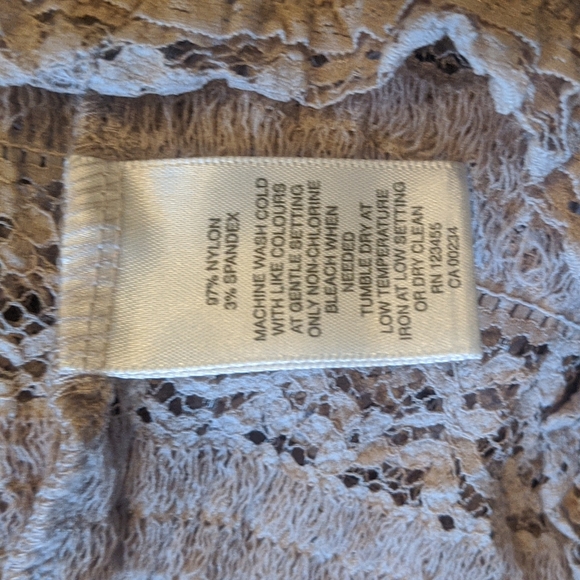 97% NYLON
3% SPANDEX
MACHINE WASH COLD
WITH LIKE COLOURS
AT GENTLE SETTING
ONLY NON-CHLORINE
BLEACH WHEN
NEEDED
TUMBLE DRY AT
LOW TEMPERATURE
IRON AT LOW SETTING
OR DRY CLEAN
RN 123455
CA 00234